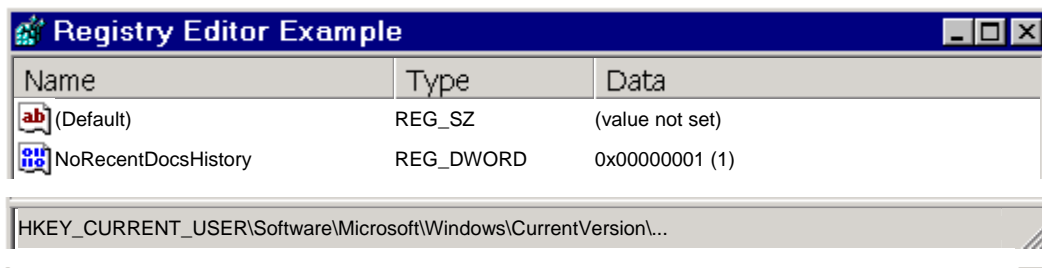 Registry Editor Example
Name Type Data
(Default) REG_SZ (value not set)
NoRecentDocsHistory REG_DWORD 0x00000001 (1)
HKEY_CURRENT_USER\Software\Microsoft\Windows\CurrentVersion\...